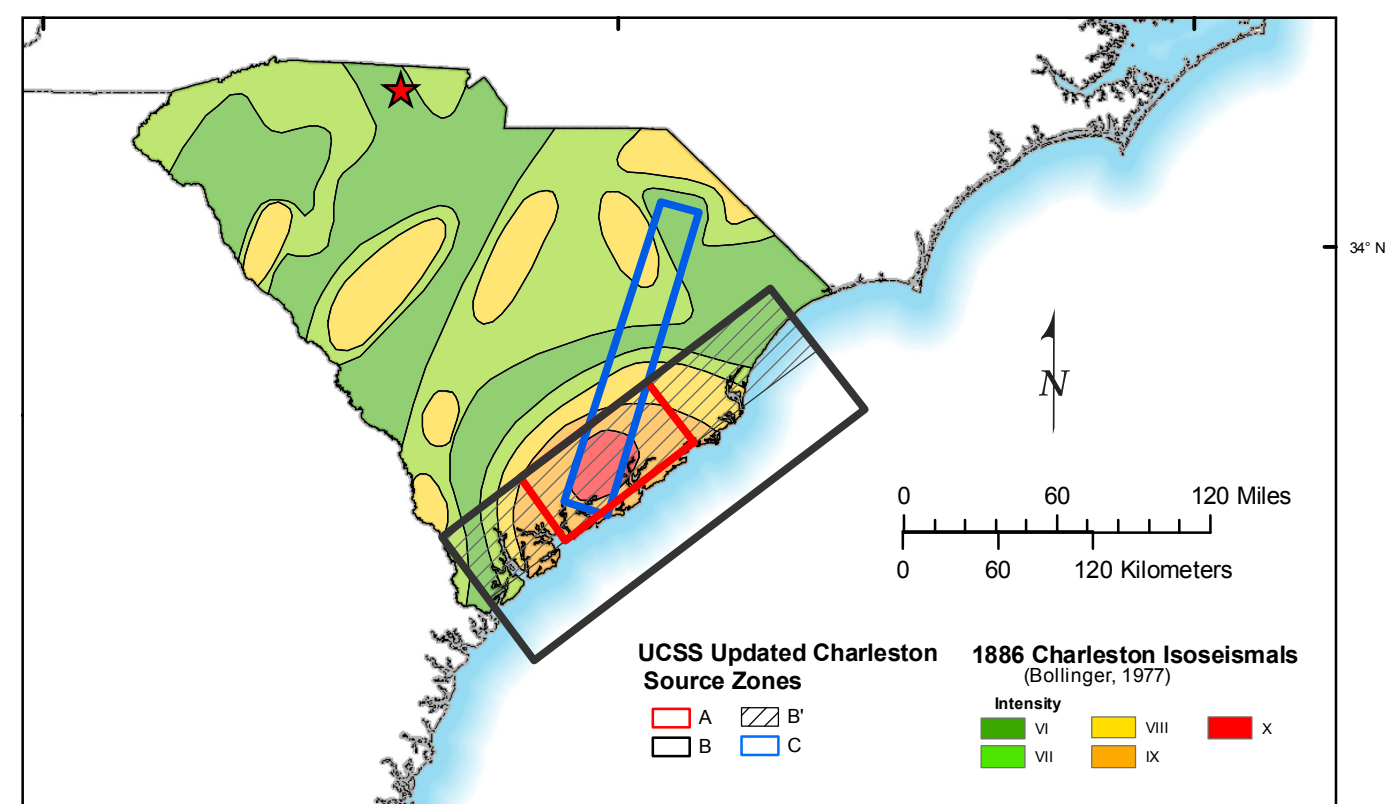 34° N
N
0 60 120 Miles
0 60 120 Kilometers
UCSS Updated Charleston
Source Zones
A B'
B C
1886 Charleston Isoseismals
(Bollinger, 1977)
Intensity
VI VIII X
VII IX